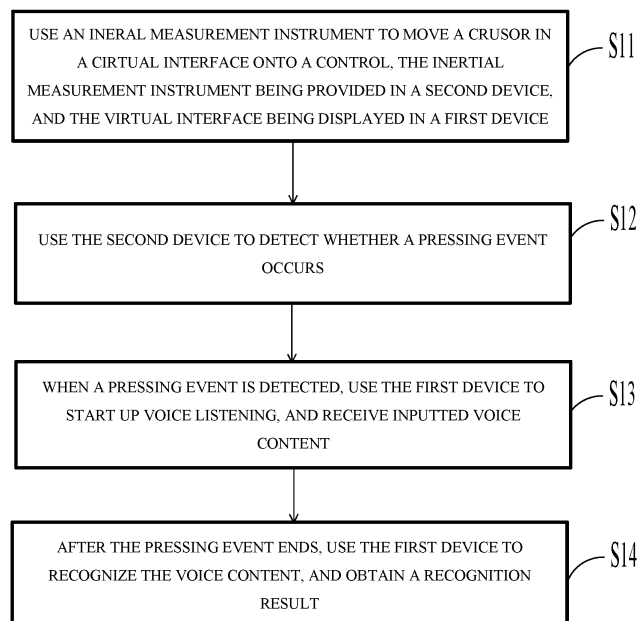 USE AN INERAL MEASUREMENT INSTRUMENT TO MOVE A CRUSOR IN
A CIRTUAL INTERFACE ONTO A CONTROL, THE INERTIAL
MEASUREMENT INSTRUMENT BEING PROVIDED IN A SECOND DEVICE,
AND THE VIRTUAL INTERFACE BEING DISPLAYED IN A FIRST DEVICE
S11
USE THE SECOND DEVICE TO DETECT WHETHER A PRESSING EVENT
OCCURS
S12
WHEN A PRESSING EVENT IS DETECTED, USE THE FIRST DEVICE TO
START UP VOICE LISTENING, AND RECEIVE INPUTTED VOICE
CONTENT
S13
AFTER THE PRESSING EVENT ENDS, USE THE FIRST DEVICE TO
RECOGNIZE THE VOICE CONTENT, AND OBTAIN A RECOGNITION
RESULT
S14